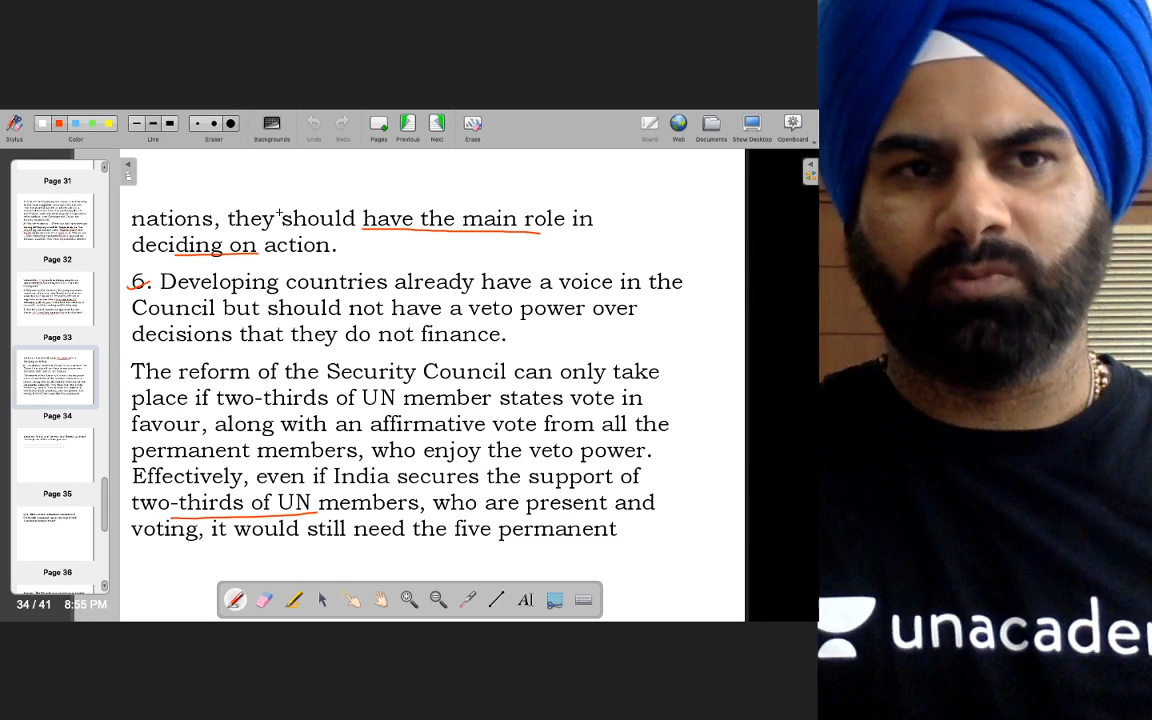 Stylus
Color
Line
Eraser
Backgrounds
Undo
Redo
Pages
Previous
Next
Erase
Board
Web
Documents
Show Desktop
OpenBoard
Page 31
Page 32
Page 33
Page 34
Page 35
Page 36
34 / 41 8:55 PM
nations, they should have the main role in
deciding on action.
6. Developing countries already have a voice in the
Council but should not have a veto power over
decisions that they do not finance.
The reform of the Security Council can only take
place if two-thirds of UN member states vote in
favour, along with an affirmative vote from all the
permanent members, who enjoy the veto power.
Effectively, even if India secures the support of
two-thirds of UN members, who are present and
voting, it would still need the five permanent
AI